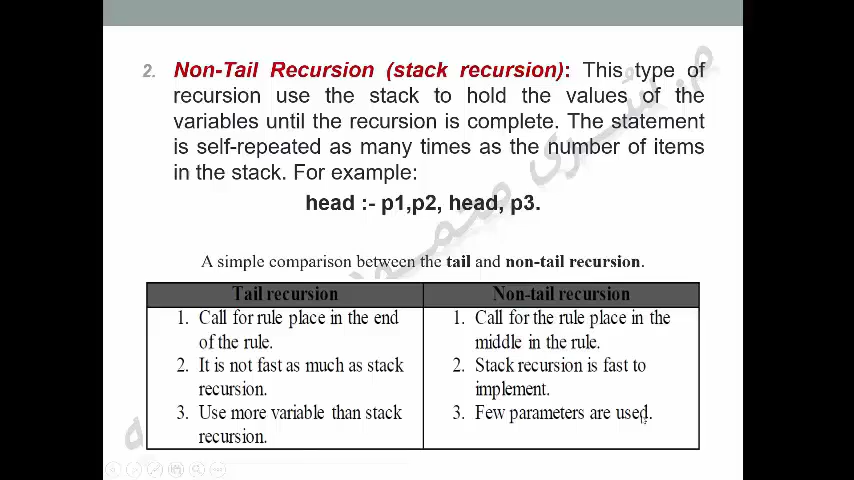 2. Non-Tail Recursion (stack recursion): This type of
recursion use the stack to hold the values of the
variables until the recursion is complete. The statement
is self-repeated as many times as the number of items
in the stack. For example:
head :- p1,p2, head, p3.
A simple comparison between the tail and non-tail recursion.
Tail recursion
1. Call for rule place in the end
of the rule.
2. It is not fast as much as stack
recursion.
3. Use more variable than stack
recursion.
Non-tail recursion
1. Call for the rule place in the
middle in the rule.
2. Stack recursion is fast to
implement.
3. Few parameters are used.